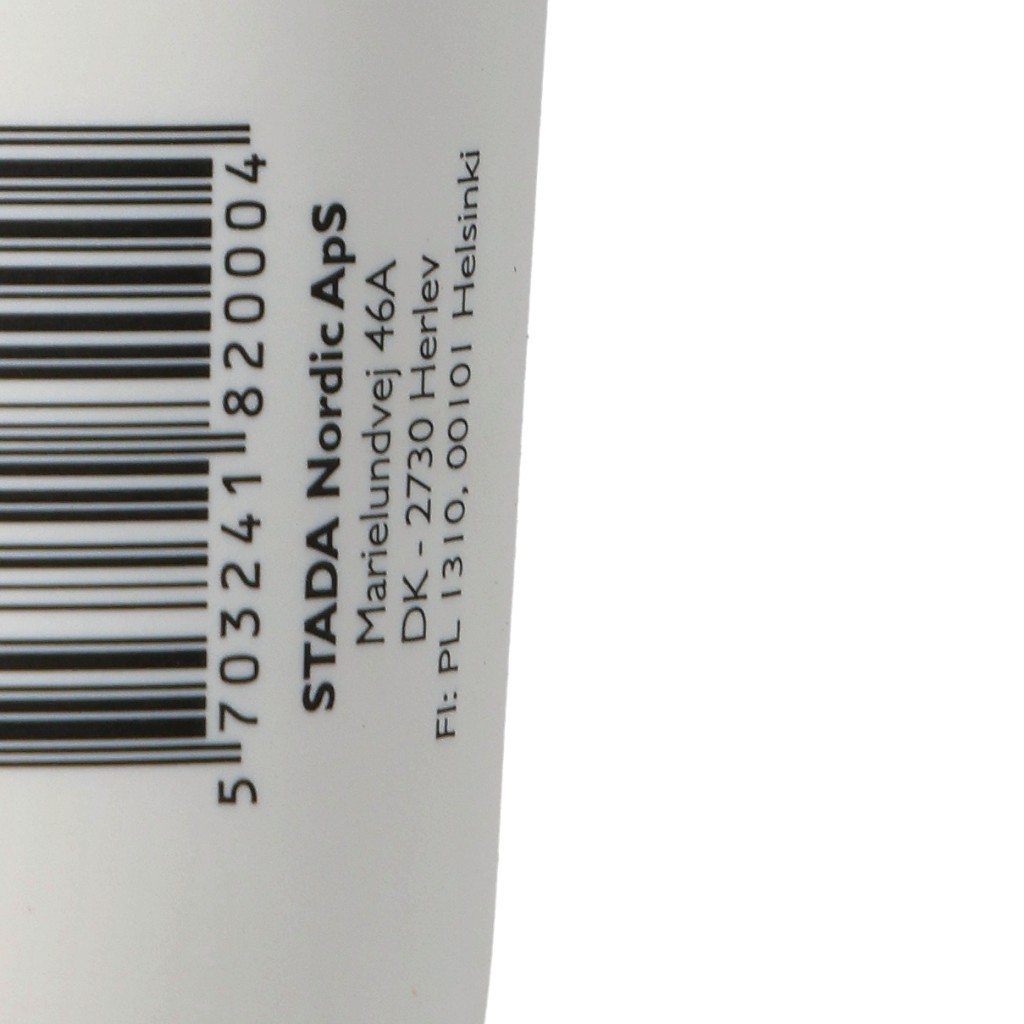 5 703241 820004
STADA Nordic ApS
Marielundvej 46A
DK - 2730 Herlev
FI: PL 1310, 00101 Helsinki